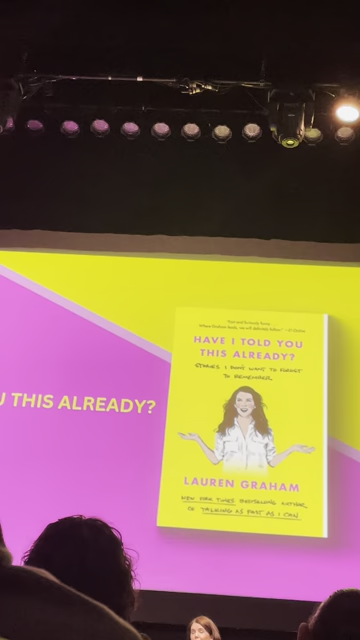 U THIS ALREADY?
HAVE I TOLD YOU
THIS ALREADY?
STORIES I DON'T WANT TO FORGET
TO REMEMBER
LAUREN GRAHAM
NEW YORK TIMES BESTSELLING AUTHOR
OF TALKING AS FAST AS I CAN